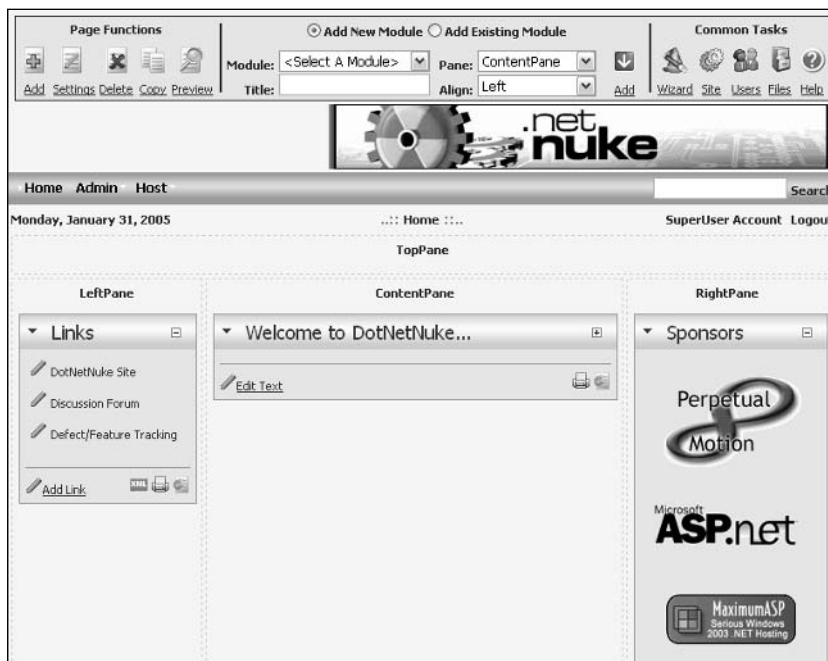 Page Functions
Add Settings Delete Copy Preview
Add New Module Add Existing Module
Module: <Select A Module> Pane: ContentPane
Title: Align: Left Add
Common Tasks
Wizard Site Users Files Help
.net
nuke
Home Admin Host
Search
Monday, January 31, 2005 ..:: Home ::.. SuperUser Account Logou
TopPane
LeftPane
Links
DotNetNuke Site
Discussion Forum
Defect/Feature Tracking
Add Link XML
ContentPane
Welcome to DotNetNuke...
Edit Text
RightPane
Sponsors
Perpetual
Motion
Microsoft
ASP.net
MaximumASP
Serious Windows
2003 .NET Hosting